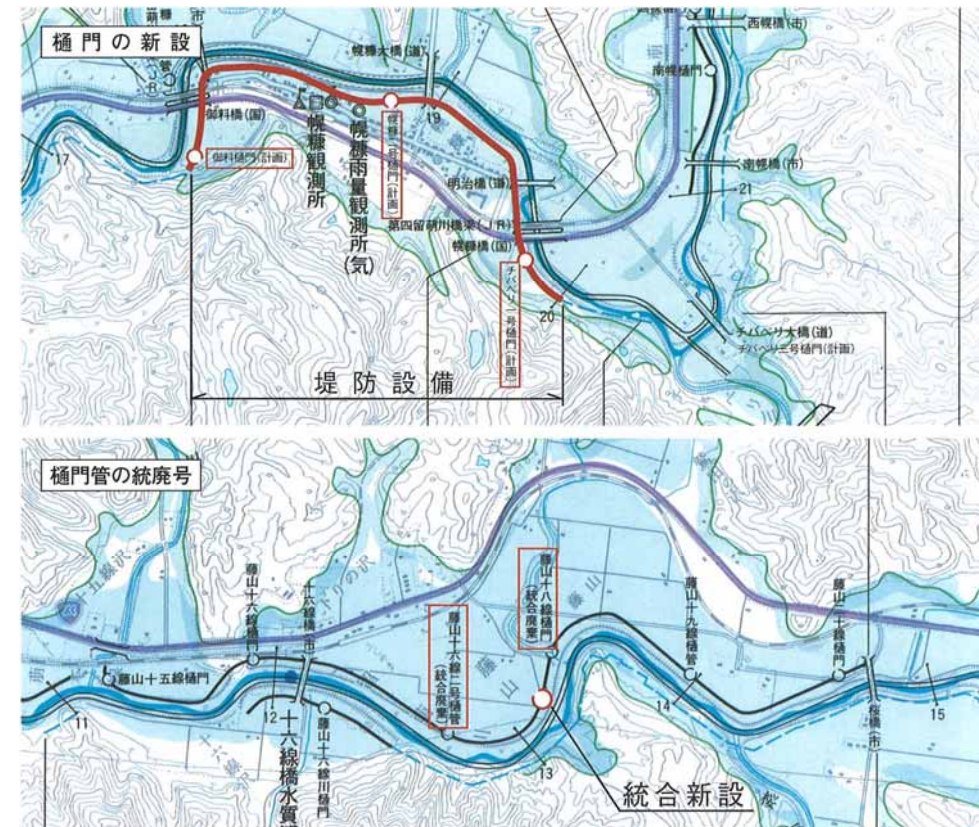 樋門の新設
幌糠大橋(道)
西幌橋(市)
南幌樋門
御料橋(国)
19
17
御料樋門(計画)
幌糠観測所
幌糠雨量観測所(気)
幌糠一号樋門(計画)
明治橋(道)
南幌橋(市)
21
第四留萌川橋梁(JR)
幌糠橋(国)
チバベリ一号樋門(計画)
20
チバベリ大橋(道)
チバベリ三号樋門(計画)
堤防設備
樋門管の統廃号
藤山十六線樋門
十六線橋(市)
藤山十六線二号樋管
(統合廃棄)
藤山十八線樋門
(統合廃棄)
藤山十九線樋管
藤山二十線樋門
233
藤山十五線樋門
藤山
11
12
13
14
15
藤山十六線川樋門
十六線橋水質
桜橋(市)
統合新設